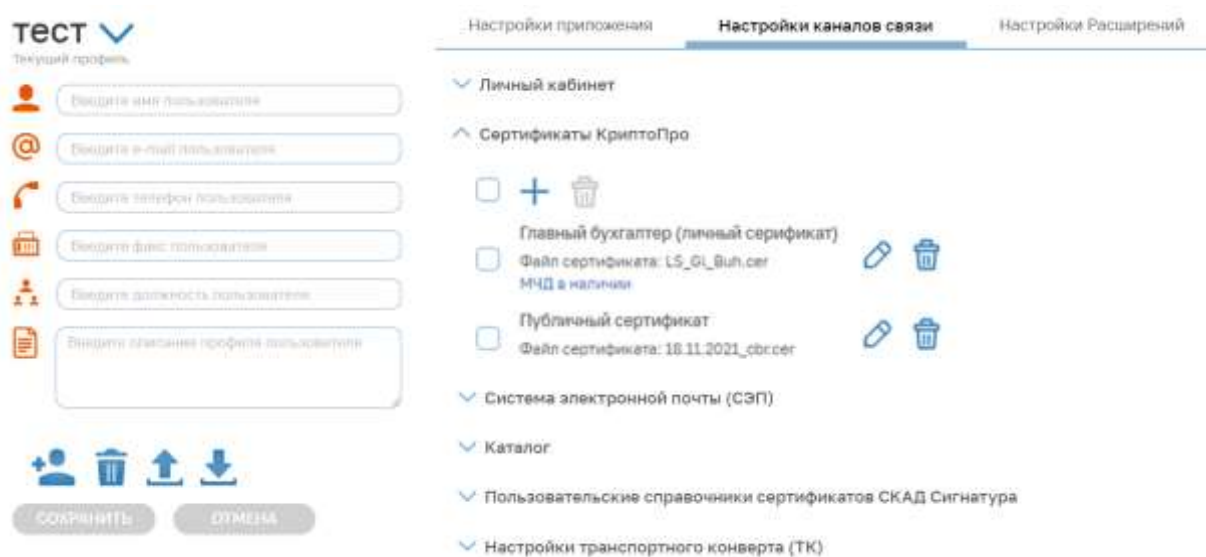 тест
Текущий профиль
Введите имя пользователя
Введите e-mail пользователя
Введите телефон пользователя
Введите факс пользователя
Введите должность пользователя
Введите описание профиля пользователя
СОХРАНИТЬ
ОТМЕНА
Настройки приложения
Настройки каналов связи
Настройки Расширений
Личный кабинет
Сертификаты КриптоПро
Главный бухгалтер (личный серификат)
Файл сертификата: LS_Gl_Buh.cer
МЧД в наличии
Публичный сертификат
Файл сертификата: 18.11.2021_cbr.cer
Система электронной почты (СЭП)
Каталог
Пользовательские справочники сертификатов СКАД Сигнатура
Настройки транспортного конверта (ТК)